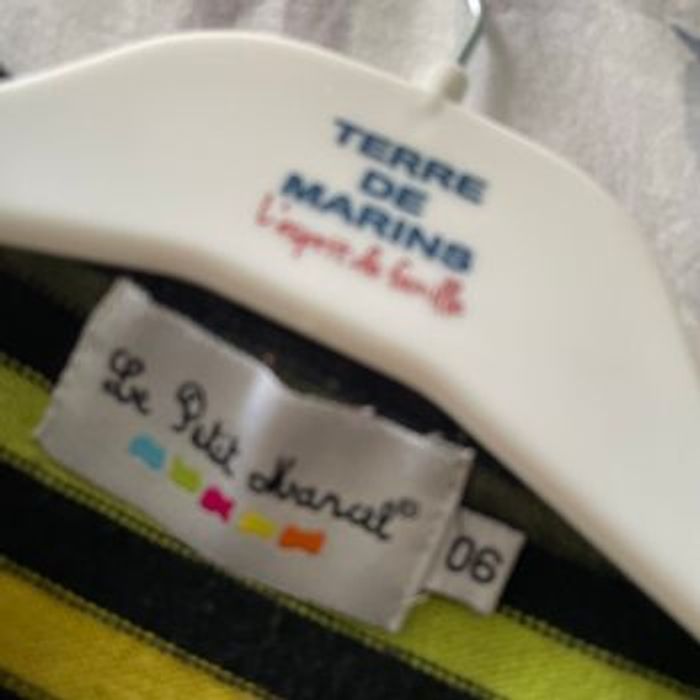 TERRE
DE
MARINS
L'esprit de famille
Le Petit Marcel©
06